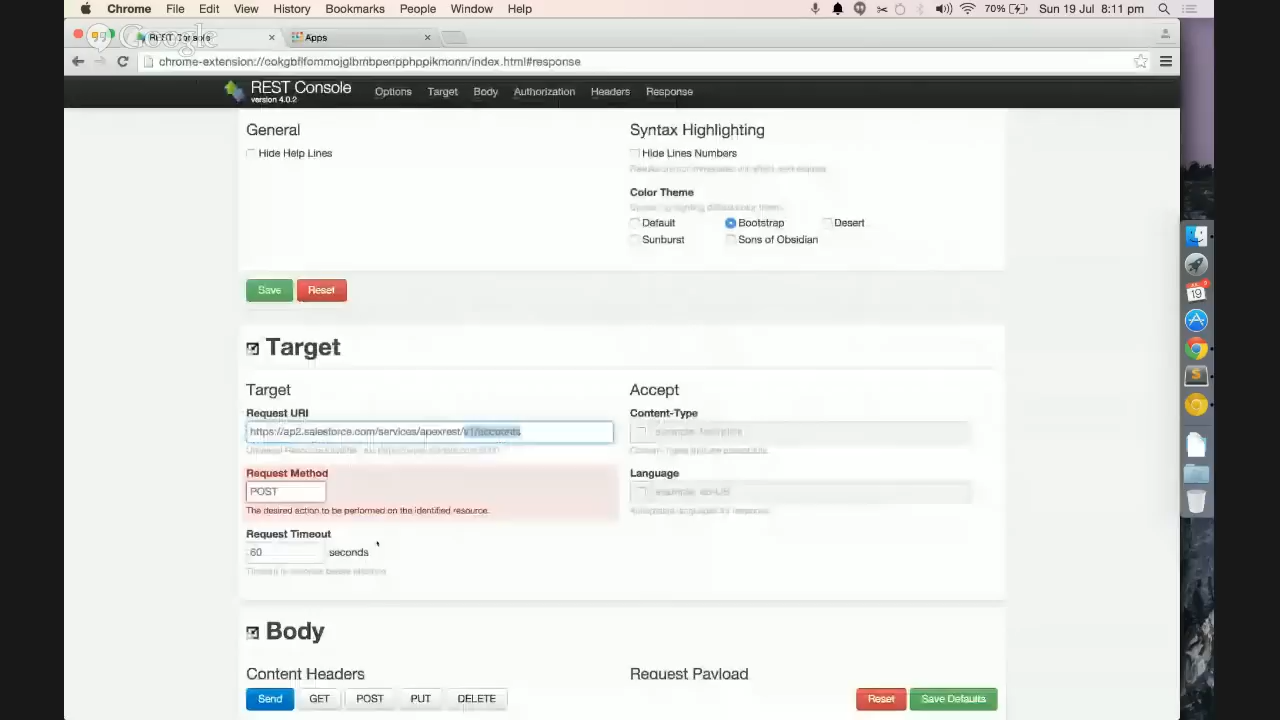 Chrome File Edit View History Bookmarks People Window Help 70% Sun 19 Jul 8:11 pm
Google
REST Console Apps
chrome-extension://cokgbflfommojglbmbpenpphppikmonn/index.html#response
REST Console Options Target Body Authorization Headers Response
version 4.0.2
General Syntax Highlighting
Hide Help Lines Hide Lines Numbers
Color Theme
Default Bootstrap Desert
Sunburst Sons of Obsidian
Save Reset
Target
Target Accept
Request URI Content-Type
https://ap2.salesforce.com/services/apexrest/v1/accounts
Request Method Language
POST
The desired action to be performed on the identified resource.
Request Timeout
60 seconds
Body
Content Headers Request Payload
Send GET POST PUT DELETE Reset Save Defaults
19